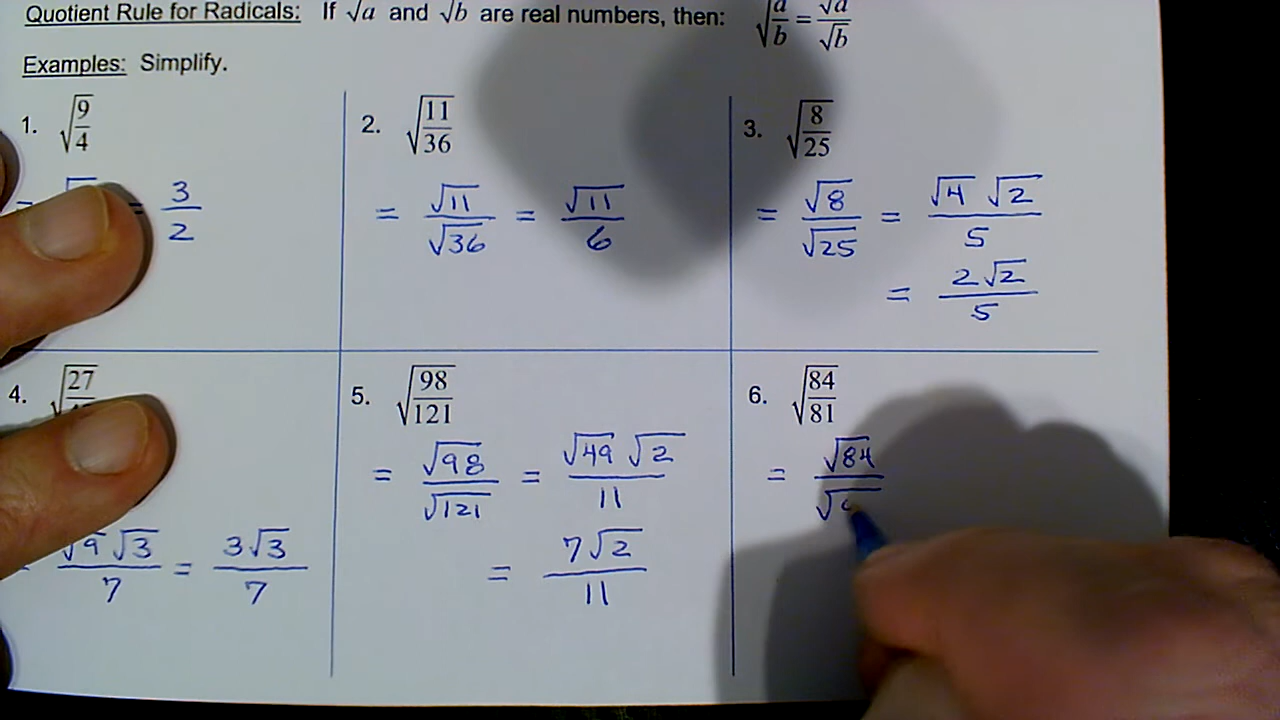 Quotient Rule for Radicals: If √a and √b are real numbers, then: √(a/b) = √a/√b
Examples: Simplify.
1. √(9/4)
= 3/2
2. √(11/36)
= √11/√36 = √11/6
3. √(8/25)
= √8/√25 = √4 √2/5
= 2√2/5
4. √(27/
√9 √3/7 = 3√3/7
5. √(98/121)
= √98/√121 = √49 √2/11
= 7√2/11
6. √(84/81)
= √84/√